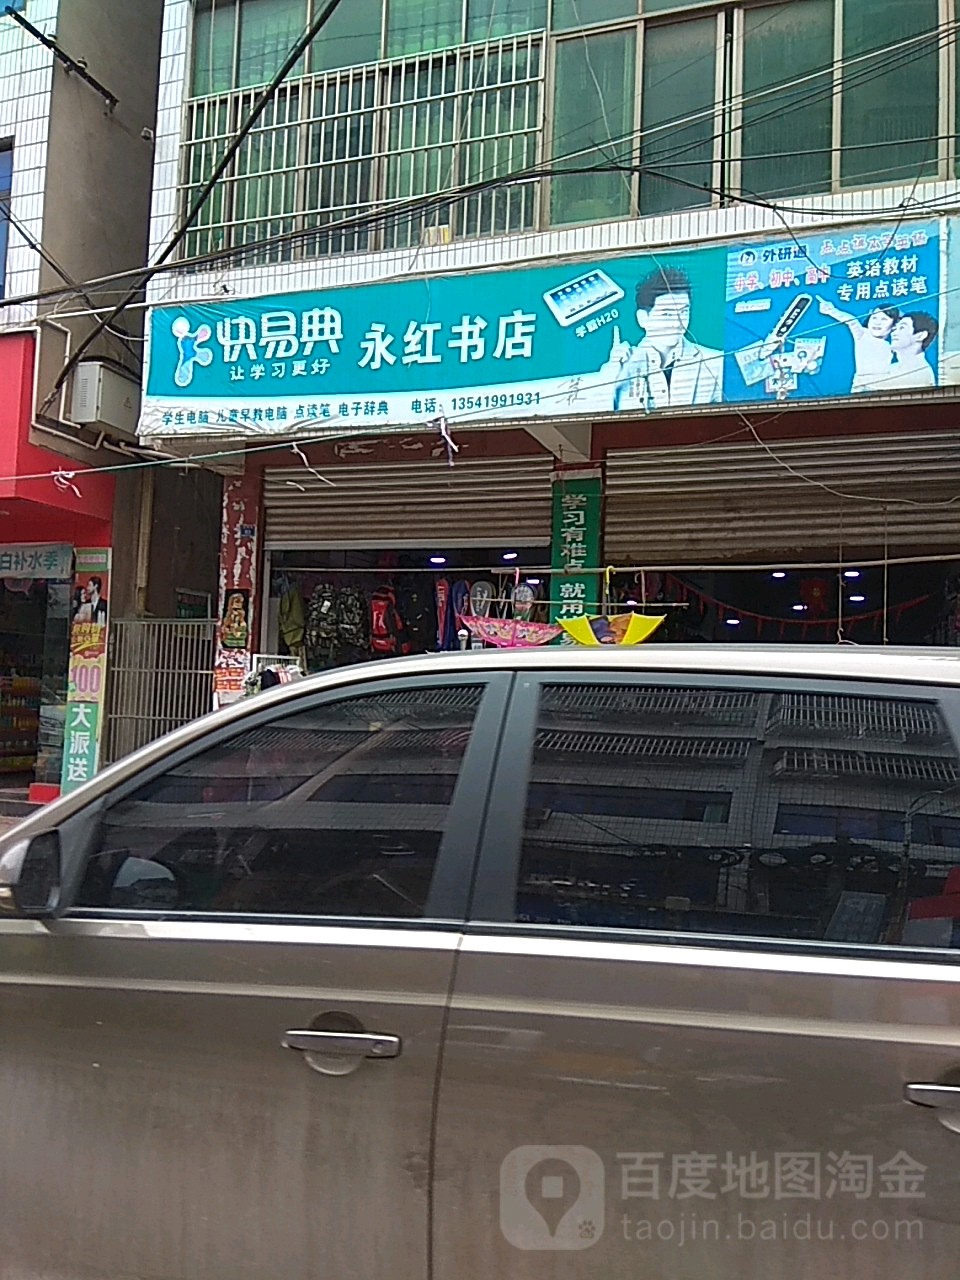 快易典
让学习更好
永红书店
学霸H20
学生电脑 儿童早教电脑 点读笔 电子辞典 电话：13541991931
外研通
小学、初中、高中
英语教材
专用点读笔
学习有难点 就用
白补水季
100
大派送
百度地图淘金
taojin.baidu.com